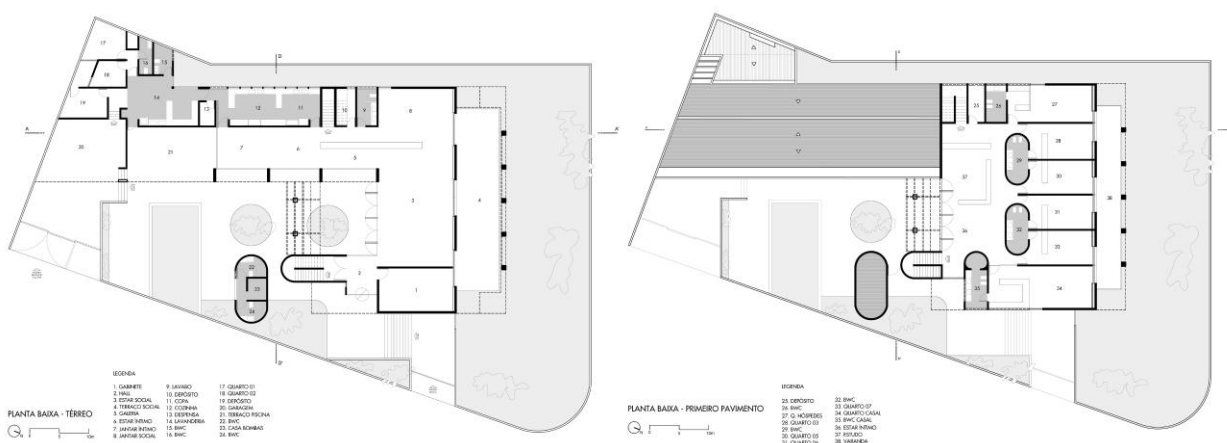 PLANTA BAIXA - TÉRREO
LEGENDA
1. GABINETE
2. HALL
3. ESTAR SOCIAL
4. TERRAÇO SOCIAL
5. GALERIA
6. ESTAR ÍNTIMO
7. JANTAR ÍNTIMO
8. JANTAR SOCIAL
9. LAVABO
10. DEPÓSITO
11. COPA
12. COZINHA
13. DESPENSA
14. LAVANDERIA
15. BWC
16. BWC
17. QUARTO 01
18. QUARTO 02
19. DEPÓSITO
20. GARAGEM
21. TERRAÇO PISCINA
22. BWC
23. CASA BOMBAS
24. BWC
PLANTA BAIXA - PRIMEIRO PAVIMENTO
LEGENDA
25. DEPÓSITO
26. BWC
27. Q. HÓSPEDES
28. QUARTO 03
29. BWC
30. QUARTO 05
31. QUARTO 06
32. BWC
33. QUARTO 07
34. QUARTO CASAL
35. BWC CASAL
36. ESTAR ÍNTIMO
37. ESTUDO
38. VARANDA